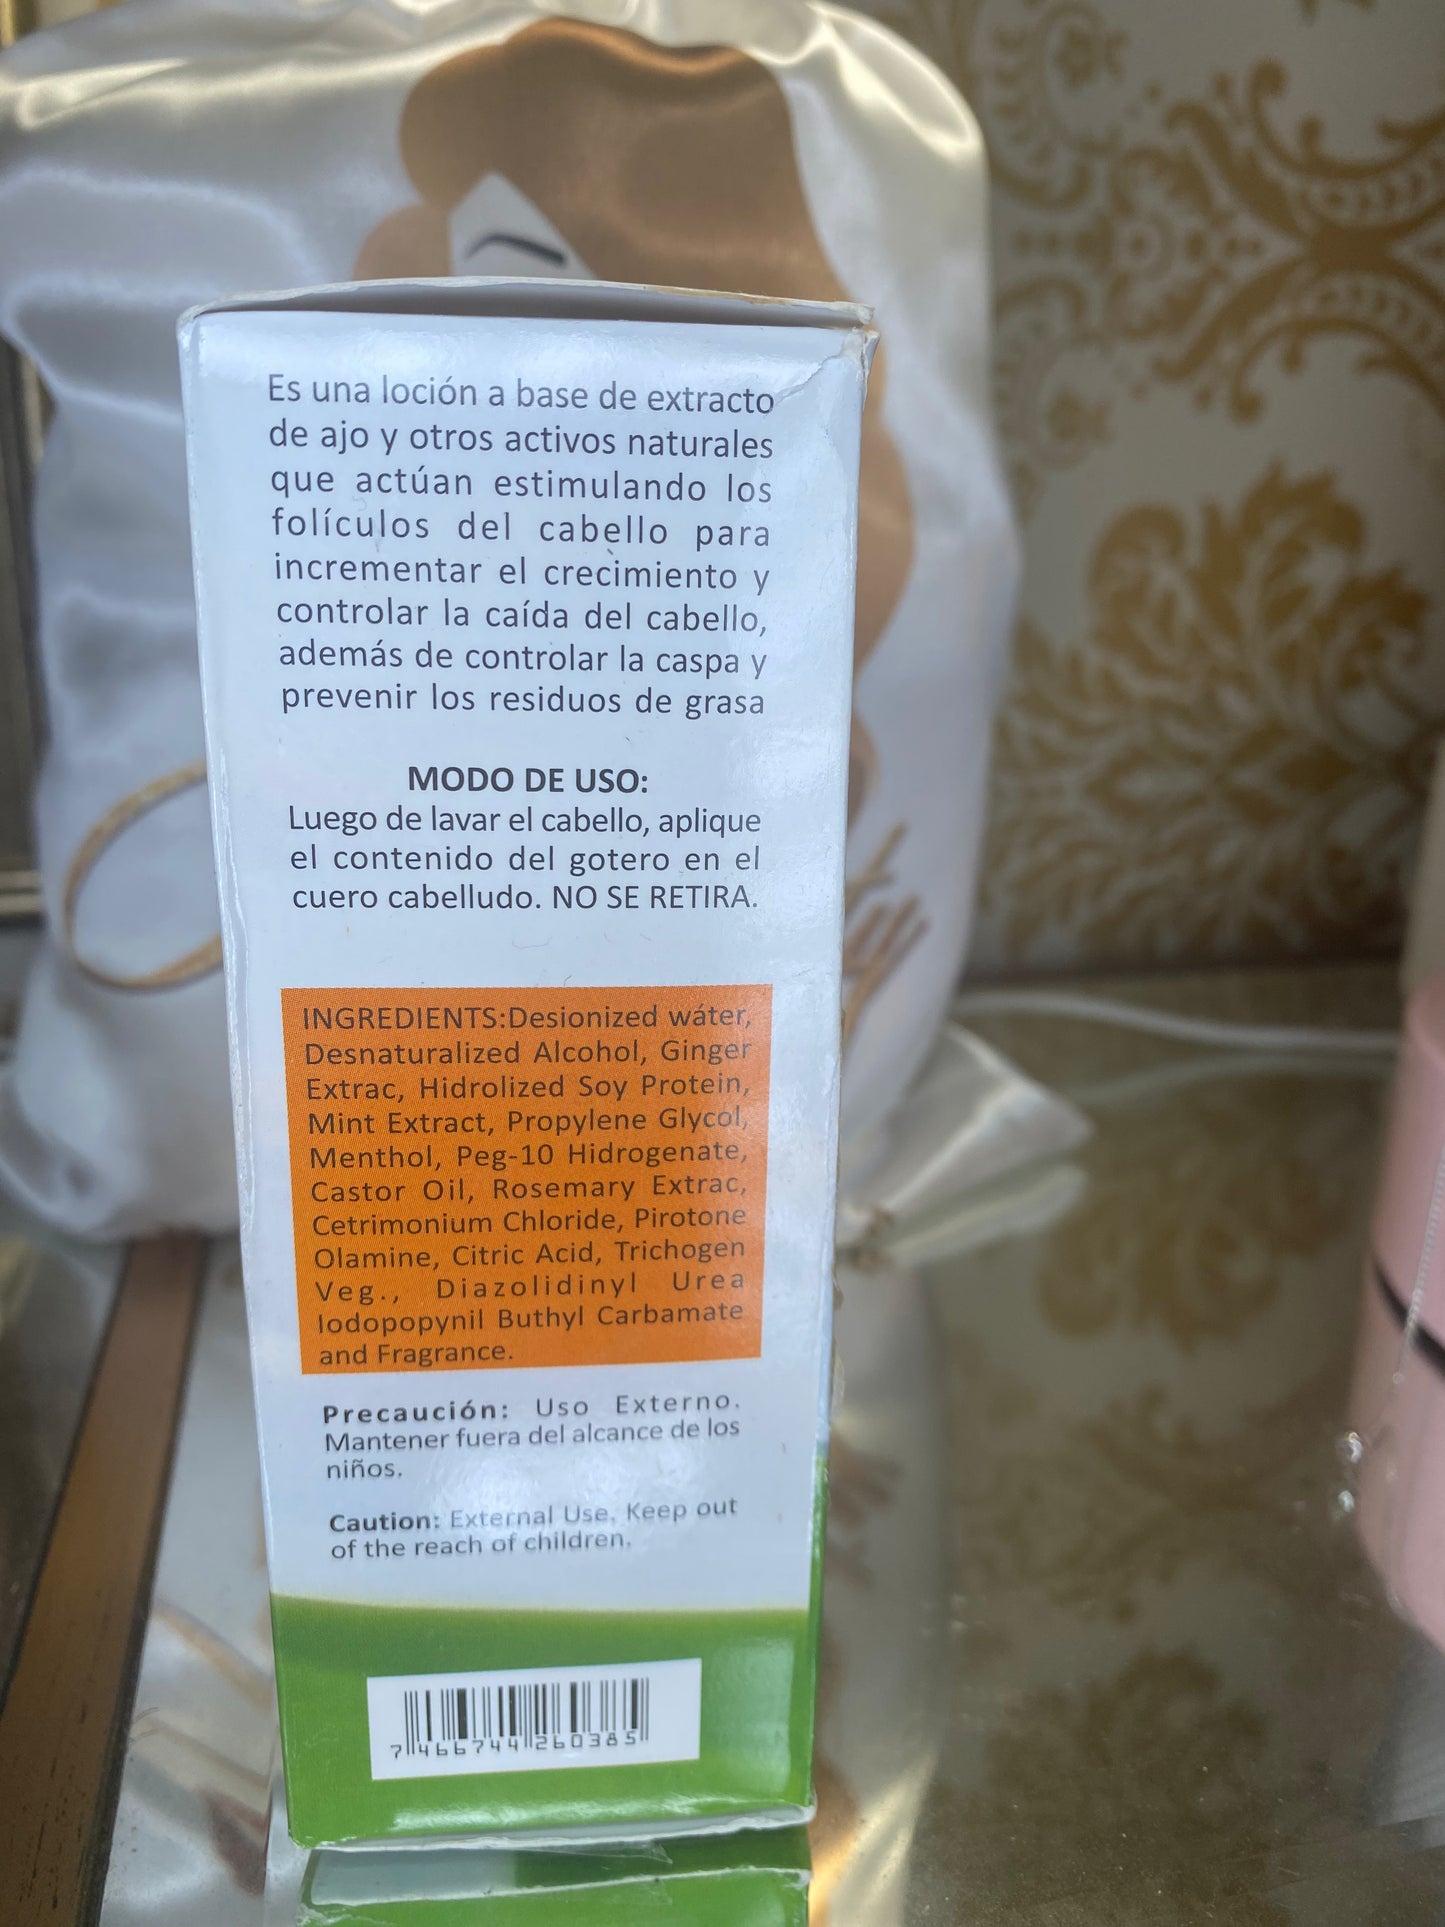 Es una loción a base de extracto
de ajo y otros activos naturales
que actúan estimulando los
folículos del cabello para
incrementar el crecimiento y
controlar la caída del cabello,
además de controlar la caspa y
prevenir los residuos de grasa
MODO DE USO:
Luego de lavar el cabello, aplique
el contenido del gotero en el
cuero cabelludo. NO SE RETIRA.
INGREDIENTS:Desionized wáter,
Desnaturalized Alcohol, Ginger
Extrac, Hidrolized Soy Protein,
Mint Extract, Propylene Glycol,
Menthol, Peg-10 Hidrogenate,
Castor Oil, Rosemary Extrac,
Cetrimonium Chloride, Pirotone
Olamine, Citric Acid, Trichogen
Veg., Diazolidinyl Urea
Iodopopynil Buthyl Carbamate
and Fragrance.
Precaución: Uso Externo.
Mantener fuera del alcance de los
niños.
Caution: External Use. Keep out
of the reach of children.
7 466744 260385